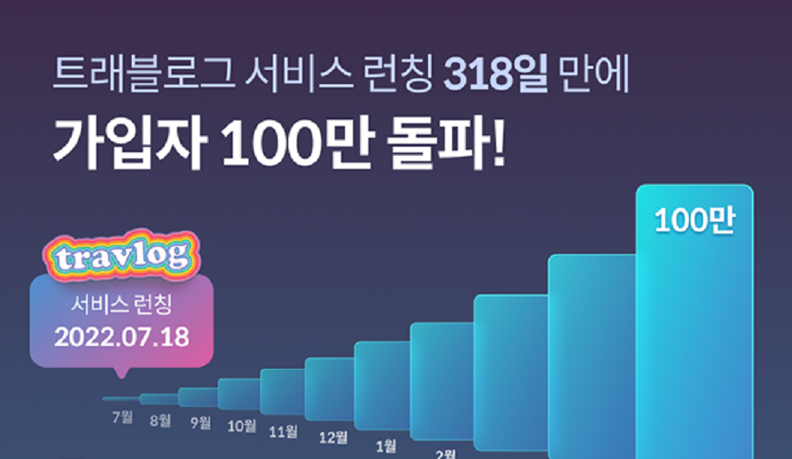 트래블로그 서비스 런칭 318일 만에
가입자 100만 돌파!
100만
travlog
서비스 런칭
2022.07.18
7월
8월
9월
10월
11월
12월
1월
2월